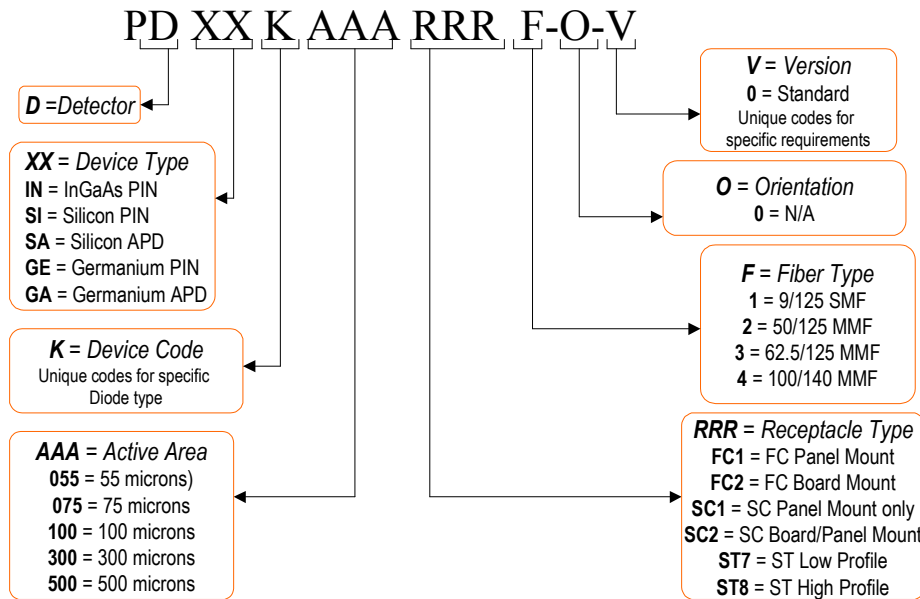 PD XX K AAA RRR F-O-V
D =Detector
XX = Device Type
IN = InGaAs PIN
SI = Silicon PIN
SA = Silicon APD
GE = Germanium PIN
GA = Germanium APD
K = Device Code
Unique codes for specific
Diode type
AAA = Active Area
055 = 55 microns)
075 = 75 microns
100 = 100 microns
300 = 300 microns
500 = 500 microns
V = Version
0 = Standard
Unique codes for
specific requirements
O = Orientation
0 = N/A
F = Fiber Type
1 = 9/125 SMF
2 = 50/125 MMF
3 = 62.5/125 MMF
4 = 100/140 MMF
RRR = Receptacle Type
FC1 = FC Panel Mount
FC2 = FC Board Mount
SC1 = SC Panel Mount only
SC2 = SC Board/Panel Mount
ST7 = ST Low Profile
ST8 = ST High Profile